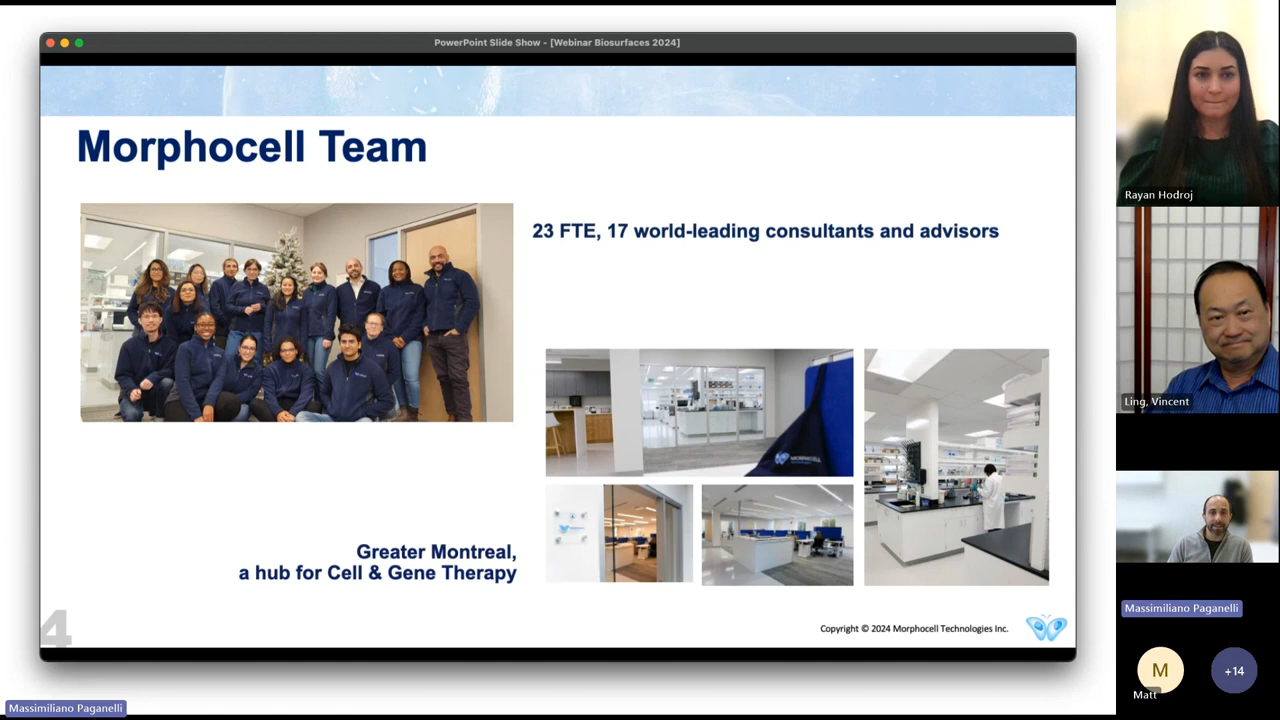 PowerPoint Slide Show - [Webinar Biosurfaces 2024]
Morphocell Team
23 FTE, 17 world-leading consultants and advisors
MORPHOCELL
Greater Montreal,
a hub for Cell & Gene Therapy
4
Copyright © 2024 Morphocell Technologies Inc.
Massimiliano Paganelli
Rayan Hodroj
Ling, Vincent
Massimiliano Paganelli
M
Matt
+14